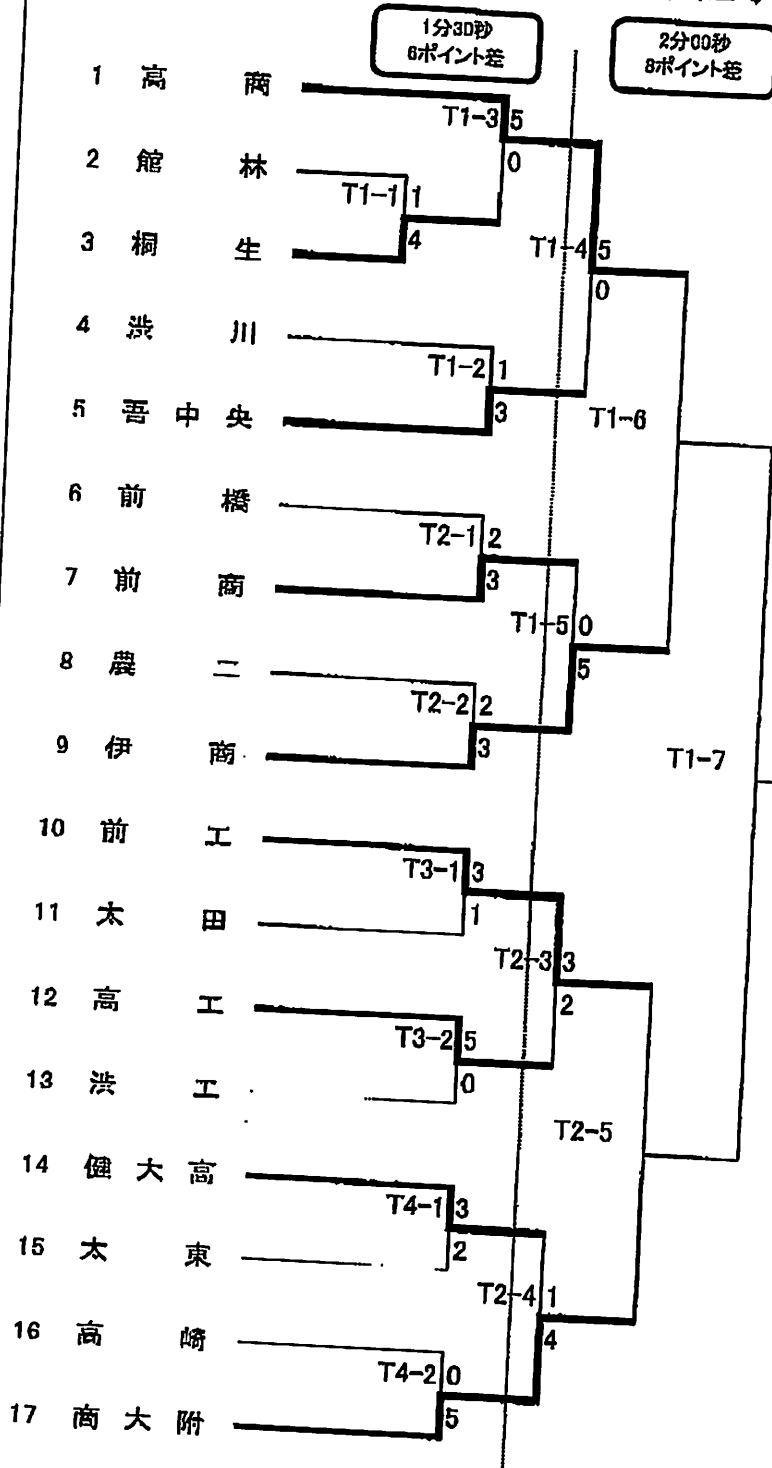 1分30秒
6ポイント差
2分00秒
8ポイント差
1 高 商
T1-3 5
0
2 館 林
T1-1 1
4
3 桐 生
T1-4 5
0
4 渋 川
T1-2 1
3
5 吾 中 央
T1-6
6 前 橋
T2-1 2
3
7 前 商
T1-5 0
5
8 農 二
T2-2 2
3
9 伊 商
T1-7
10 前 工
T3-1 3
1
11 太 田
T2-3 3
2
12 高 工
T3-2 5
0
13 渋 工
T2-5
14 健 大 高
T4-1 3
2
15 太 東
T2-4 1
4
16 高 崎
T4-2 0
5
17 商 大 附